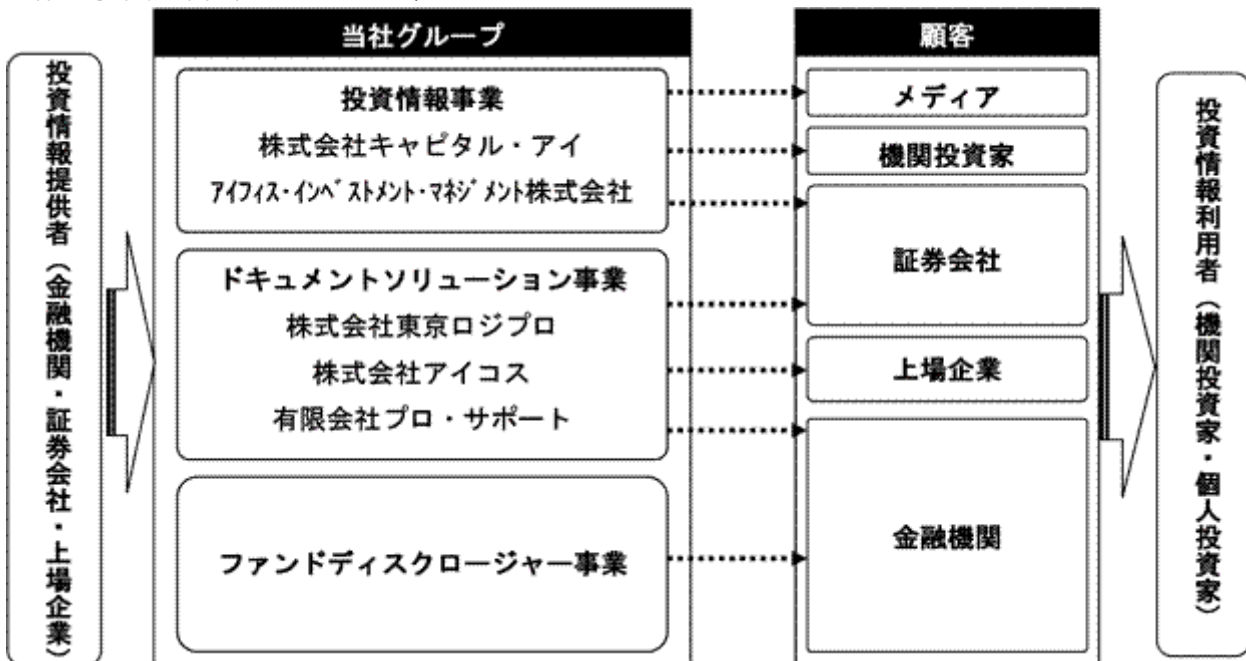 投資情報提供者（金融機関・証券会社・上場企業）
当社グループ
投資情報事業
株式会社キャピタル・アイ
ｱｲﾌｨｽ・ｲﾝﾍﾞｽﾄﾒﾝﾄ・ﾏﾈｼﾞﾒﾝﾄ株式会社
ドキュメントソリューション事業
株式会社東京ロジプロ
株式会社アイコス
有限会社プロ・サポート
ファンドディスクロージャー事業
顧客
メディア
機関投資家
証券会社
上場企業
金融機関
投資情報利用者（機関投資家・個人投資家）